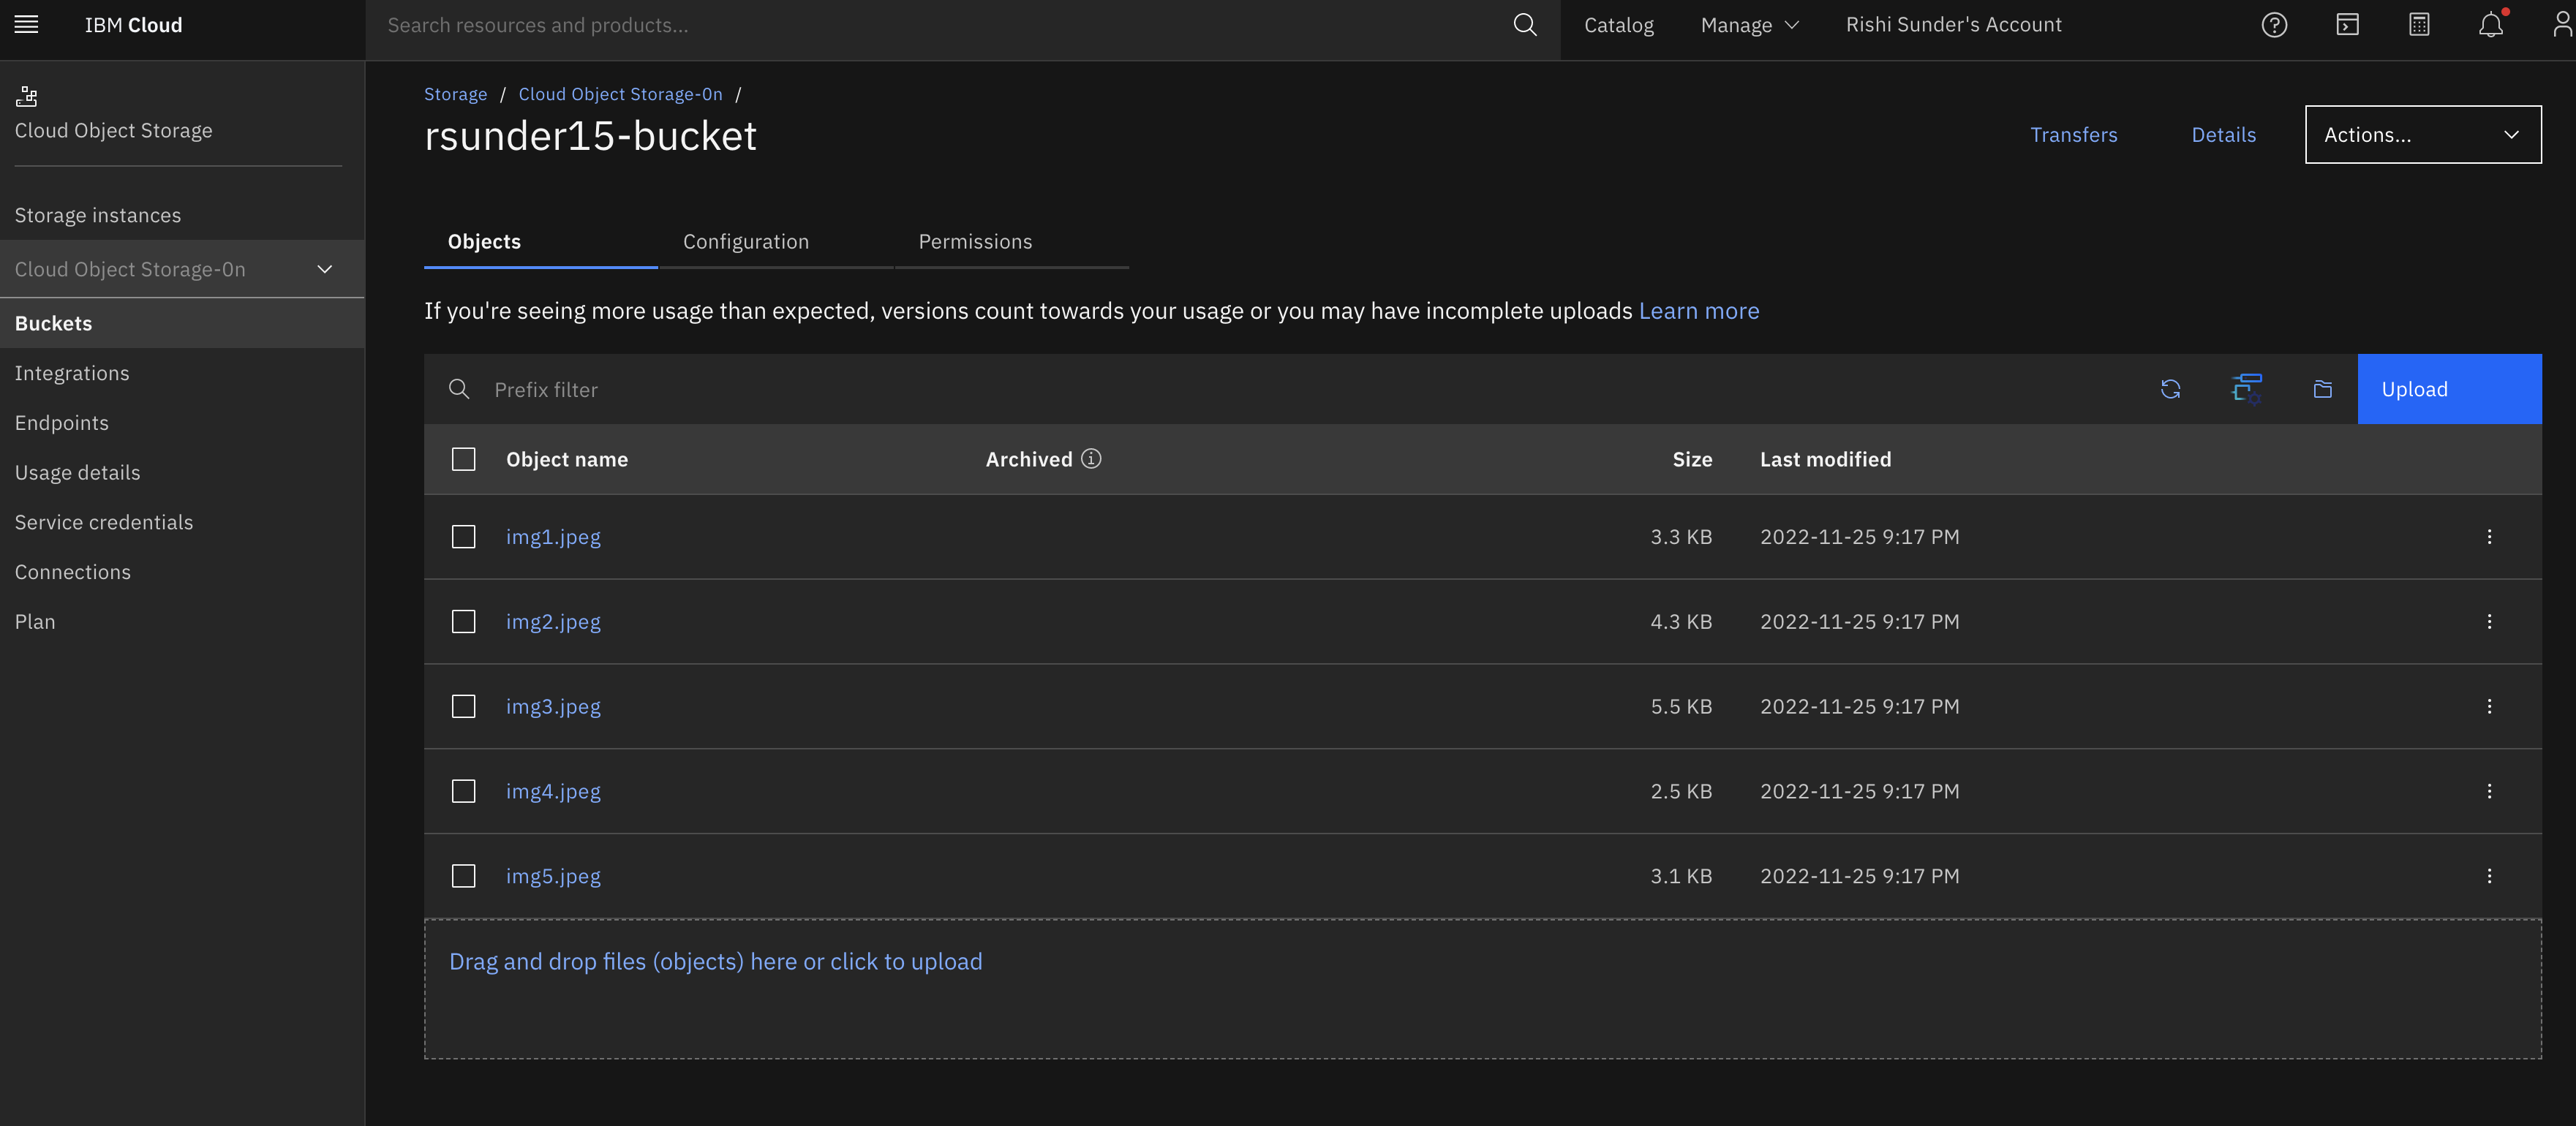 IBM Cloud
Search resources and products...
Catalog
Manage
Rishi Sunder's Account
Cloud Object Storage
Storage instances
Cloud Object Storage-0n
Buckets
Integrations
Endpoints
Usage details
Service credentials
Connections
Plan
Storage / Cloud Object Storage-0n /
rsunder15-bucket
Transfers
Details
Actions...
Objects
Configuration
Permissions
If you're seeing more usage than expected, versions count towards your usage or you may have incomplete uploads Learn more
Prefix filter
Upload
Object name Archived Size Last modified
img1.jpeg 3.3 KB 2022-11-25 9:17 PM
img2.jpeg 4.3 KB 2022-11-25 9:17 PM
img3.jpeg 5.5 KB 2022-11-25 9:17 PM
img4.jpeg 2.5 KB 2022-11-25 9:17 PM
img5.jpeg 3.1 KB 2022-11-25 9:17 PM
Drag and drop files (objects) here or click to upload